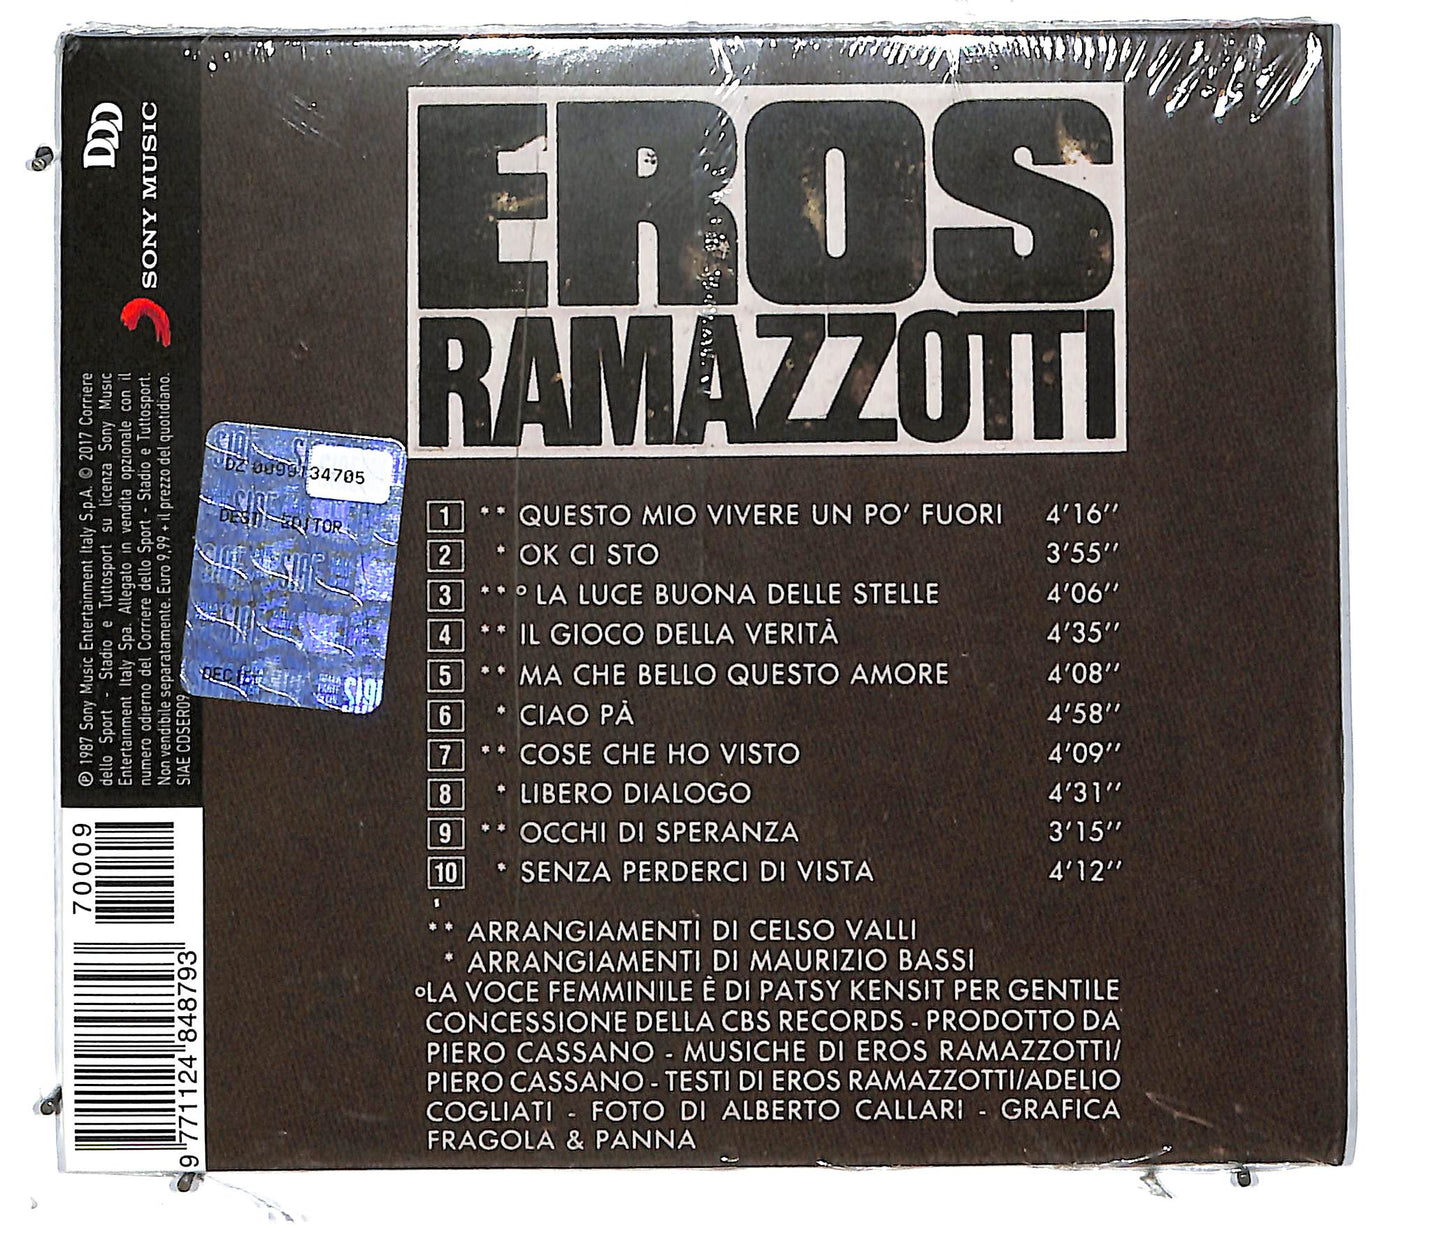 EROS
RAMAZZOTTI
1 ** QUESTO MIO VIVERE UN PO' FUORI 4'16''
2 * OK CI STO 3'55''
3 **° LA LUCE BUONA DELLE STELLE 4'06''
4 ** IL GIOCO DELLA VERITÀ 4'35''
5 ** MA CHE BELLO QUESTO AMORE 4'08''
6 * CIAO PÀ 4'58''
7 ** COSE CHE HO VISTO 4'09''
8 * LIBERO DIALOGO 4'31''
9 ** OCCHI DI SPERANZA 3'15''
10 * SENZA PERDERCI DI VISTA 4'12''
** ARRANGIAMENTI DI CELSO VALLI
* ARRANGIAMENTI DI MAURIZIO BASSI
°LA VOCE FEMMINILE È DI PATSY KENSIT PER GENTILE
CONCESSIONE DELLA CBS RECORDS - PRODOTTO DA
PIERO CASSANO - MUSICHE DI EROS RAMAZZOTTI/
PIERO CASSANO - TESTI DI EROS RAMAZZOTTI/ADELIO
COGLIATI - FOTO DI ALBERTO CALLARI - GRAFICA
FRAGOLA & PANNA
DDD
SONY MUSIC
℗ 1987 Sony Music Entertainment Italy S.p.A. © 2017 Corriere
dello Sport - Stadio e Tuttosport su licenza Sony Music
Entertainment Italy Spa. Allegato in vendita opzionale con il
numero odierno del Corriere dello Sport - Stadio e Tuttosport.
Non vendibile separatamente. Euro 9,99 + il prezzo del quotidiano.
SIAE CDSER09
DZ 0099134705
DEST EDITOR
SIAE
70009
9 771124 848793